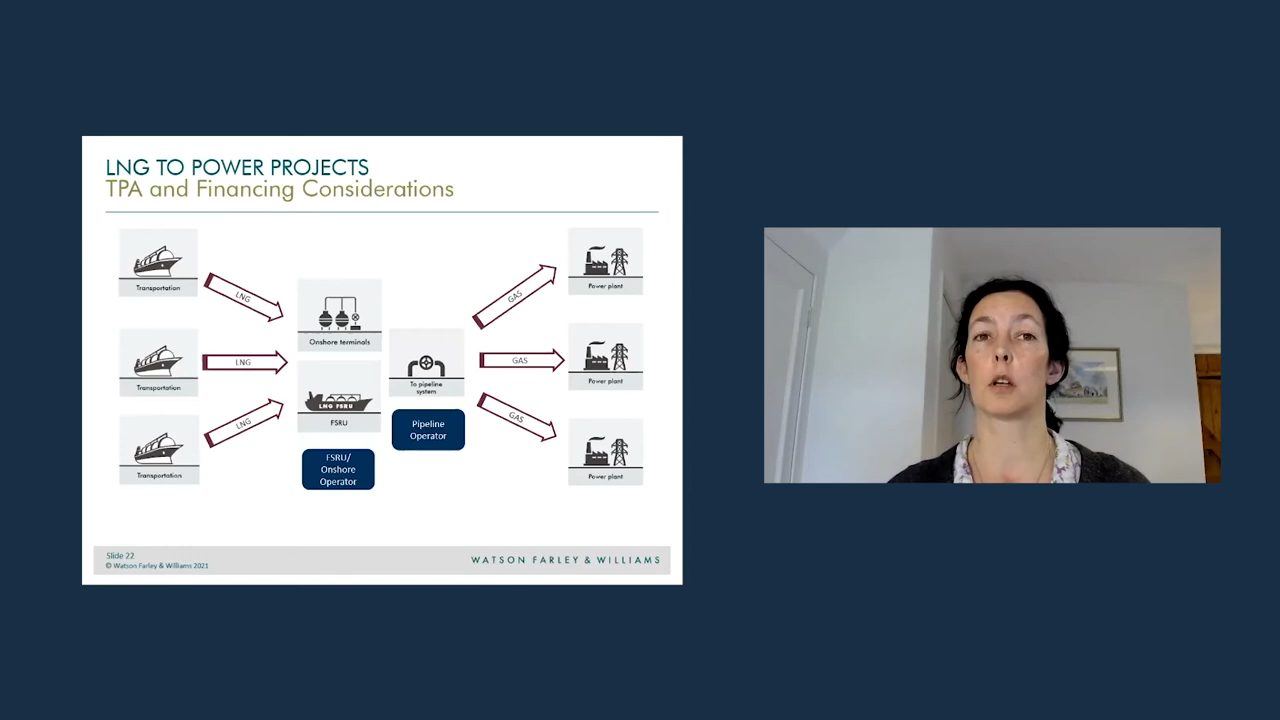 LNG TO POWER PROJECTS
TPA and Financing Considerations
Transportation
LNG
Transportation
LNG
Transportation
LNG
Onshore terminals
LNG FSRU
FSRU
FSRU/
Onshore
Operator
To pipeline
system
Pipeline
Operator
GAS
Power plant
GAS
Power plant
GAS
Power plant
Slide 22
© Watson Farley & Williams 2021
WATSON FARLEY & WILLIAMS